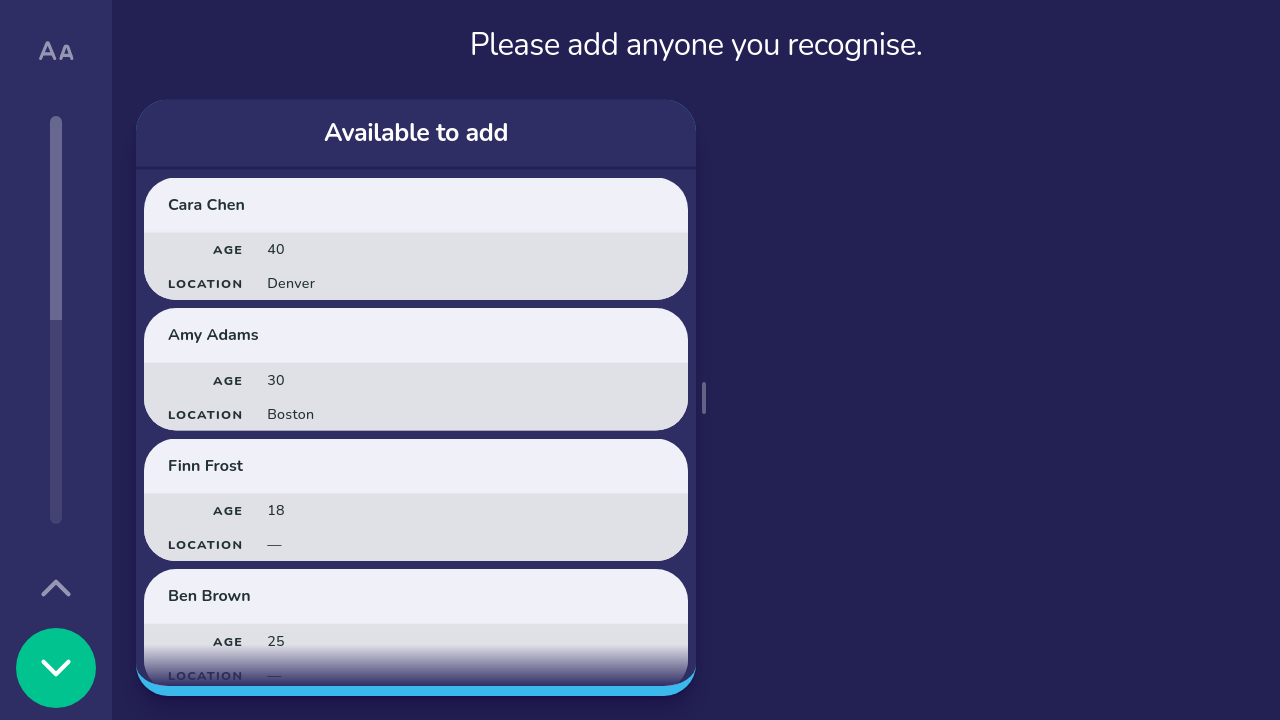 AA
Please add anyone you recognise.
Available to add
Cara Chen
AGE 40
LOCATION Denver
Amy Adams
AGE 30
LOCATION Boston
Finn Frost
AGE 18
LOCATION —
Ben Brown
AGE 25
LOCATION —